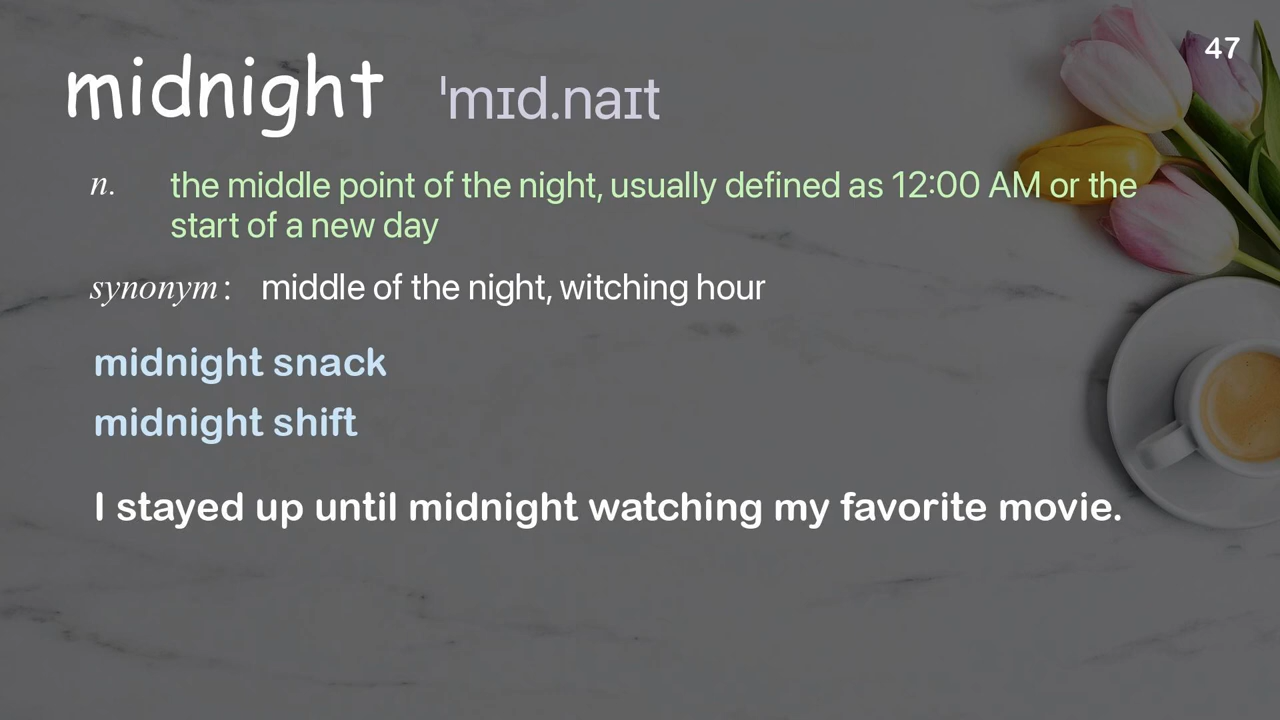 47
midnight ˈmɪd.naɪt
n. the middle point of the night, usually defined as 12:00 AM or the
start of a new day
synonym: middle of the night, witching hour
midnight snack
midnight shift
I stayed up until midnight watching my favorite movie.